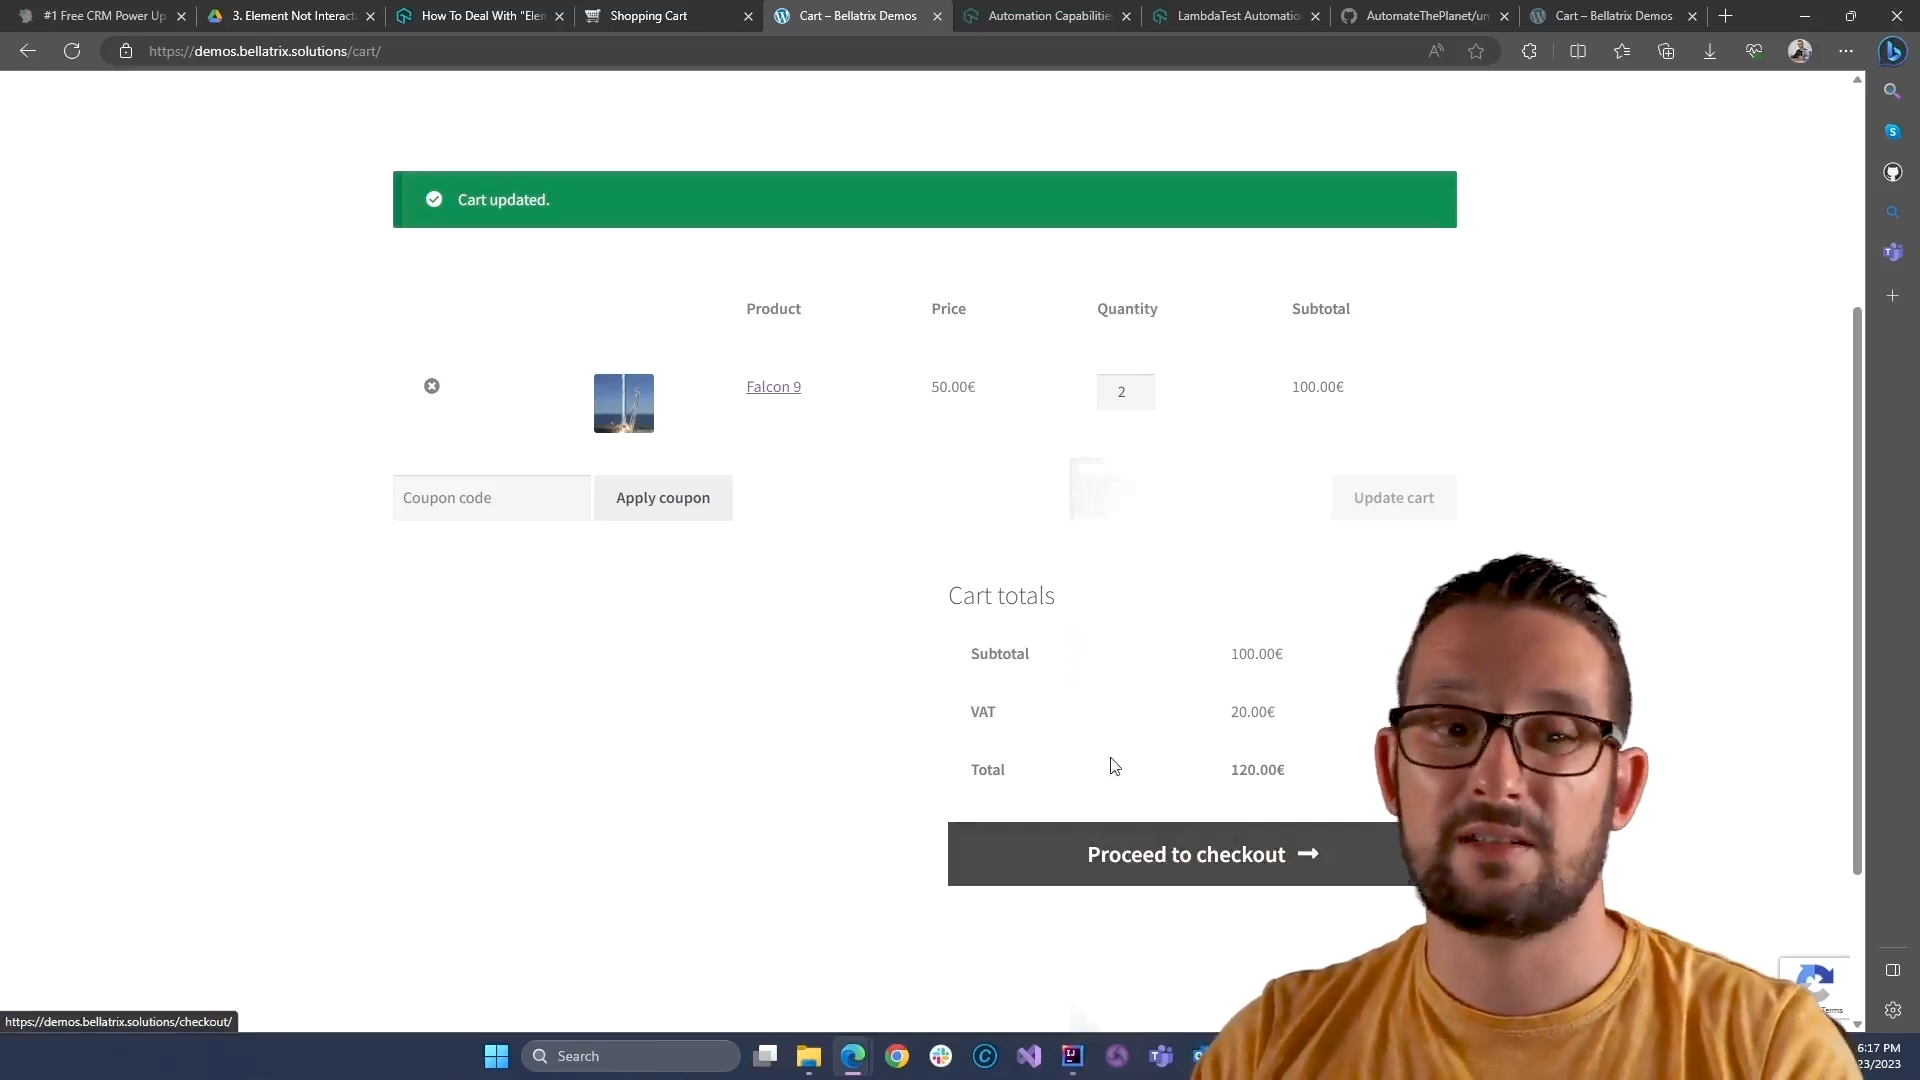 #1 Free CRM Power Up
3. Element Not Interact
How To Deal With "Elen
Shopping Cart
Cart – Bellatrix Demos
Automation Capabilitie
LambdaTest Automatio
AutomateThePlanet/un
Cart – Bellatrix Demos
https://demos.bellatrix.solutions/cart/
Cart updated.
Product Price Quantity Subtotal
Falcon 9 50.00€ 2 100.00€
Coupon code Apply coupon Update cart
Cart totals
Subtotal 100.00€
VAT 20.00€
Total 120.00€
Proceed to checkout
Terms
https://demos.bellatrix.solutions/checkout/
Search
6:17 PM
23/2023